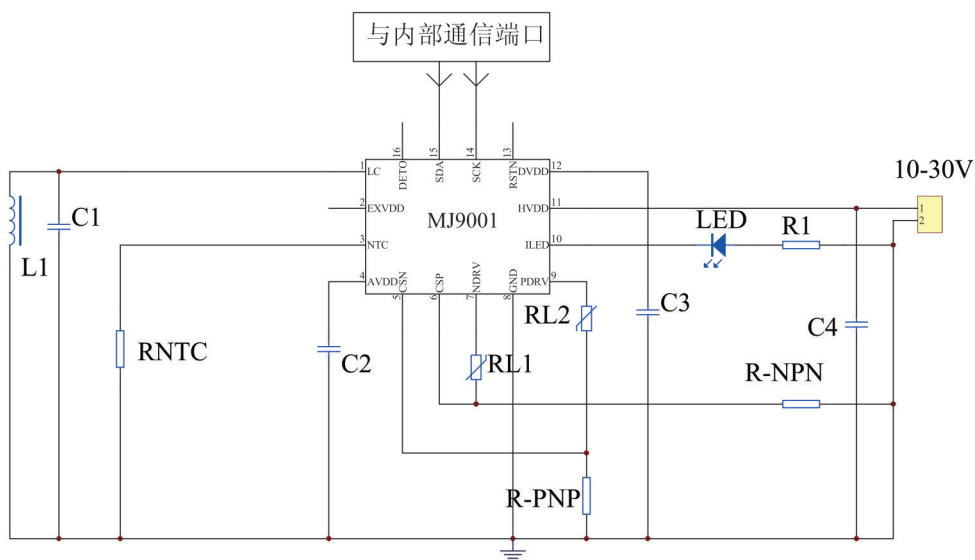 与内部通信端口
16 15 14 13
DETO SDA SCK RSTN
1 LC DVDD 12
10-30V
2 EXVDD HVDD 11
MJ9001
1
2
C1
LED R1
3 NTC ILED 10
L1
4 AVDD PDRV 9
CSN CSP NDRV GND
5 6 7 8
RL2 C3
C4
RNTC C2 RL1
R-NPN
R-PNP